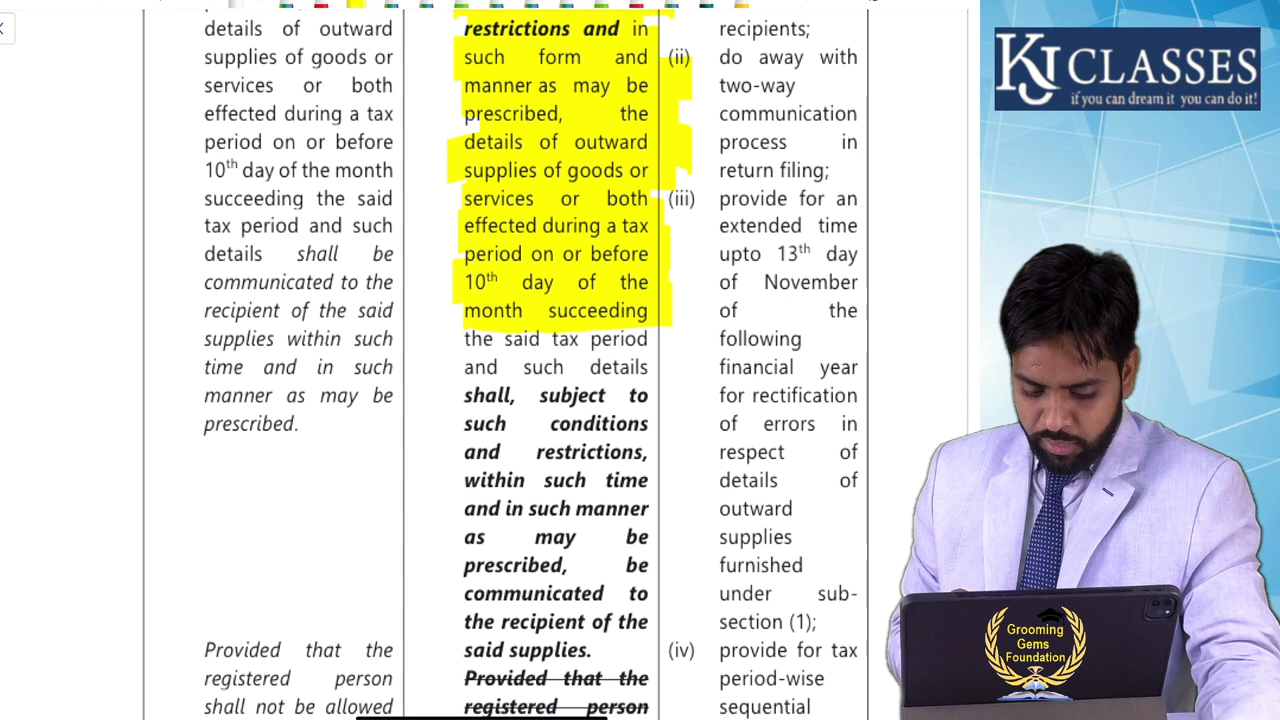 details of outward
supplies of goods or
services or both
effected during a tax
period on or before
10th day of the month
succeeding the said
tax period and such
details shall be
communicated to the
recipient of the said
supplies within such
time and in such
manner as may be
prescribed.
Provided that the
registered person
shall not be allowed
restrictions and in
such form and
manner as may be
prescribed, the
details of outward
supplies of goods or
services or both
effected during a tax
period on or before
10th day of the
month succeeding
the said tax period
and such details
shall, subject to
such conditions
and restrictions,
within such time
and in such manner
as may be
prescribed, be
communicated to
the recipient of the
said supplies.
Provided that the
registered person
recipients;
(ii) do away with
two-way
communication
process in
return filing;
(iii) provide for an
extended time
upto 13th day
of November
of the
following
financial year
for rectification
of errors in
respect of
details of
outward
supplies
furnished
under sub-
section (1);
(iv) provide for tax
period-wise
sequential
KJ CLASSES
if you can dream it you can do it!
Grooming
Gems
Foundation